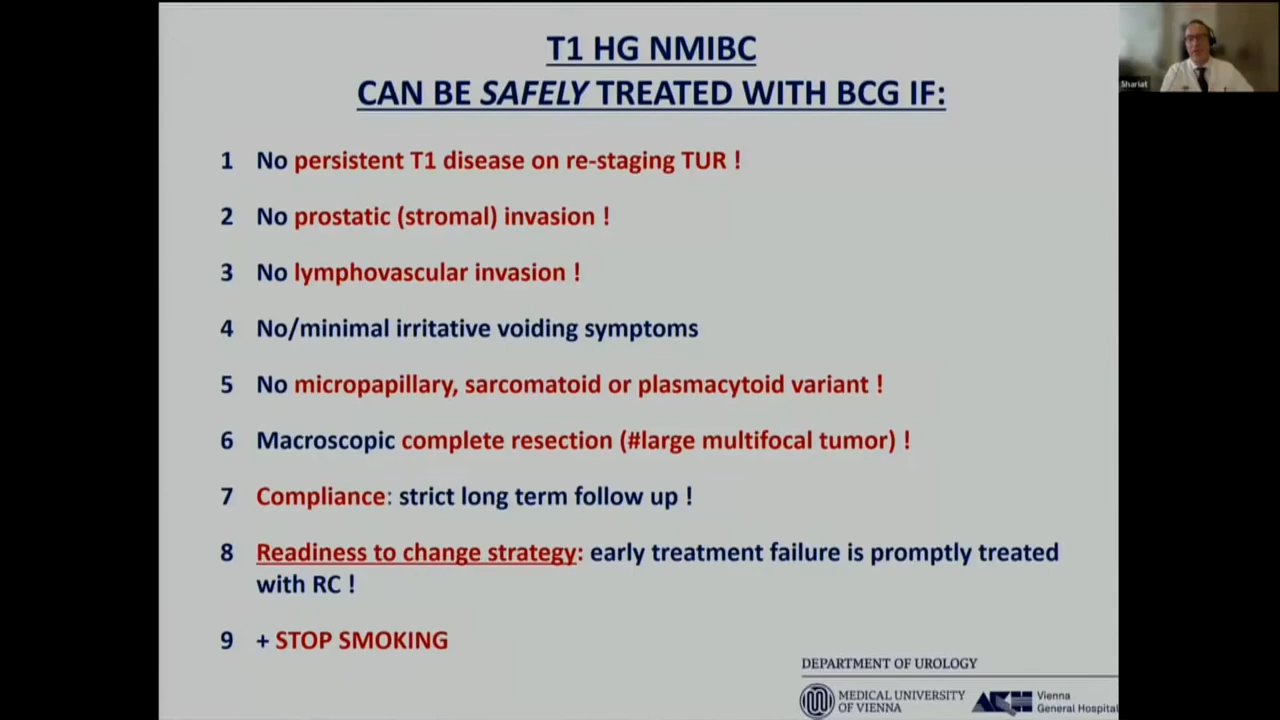 T1 HG NMIBC
CAN BE SAFELY TREATED WITH BCG IF:
Shariat
1 No persistent T1 disease on re-staging TUR !
2 No prostatic (stromal) invasion !
3 No lymphovascular invasion !
4 No/minimal irritative voiding symptoms
5 No micropapillary, sarcomatoid or plasmacytoid variant !
6 Macroscopic complete resection (#large multifocal tumor) !
7 Compliance: strict long term follow up !
8 Readiness to change strategy: early treatment failure is promptly treated
with RC !
9 + STOP SMOKING
DEPARTMENT OF UROLOGY
MEDICAL UNIVERSITY
OF VIENNA
Vienna
General Hospital